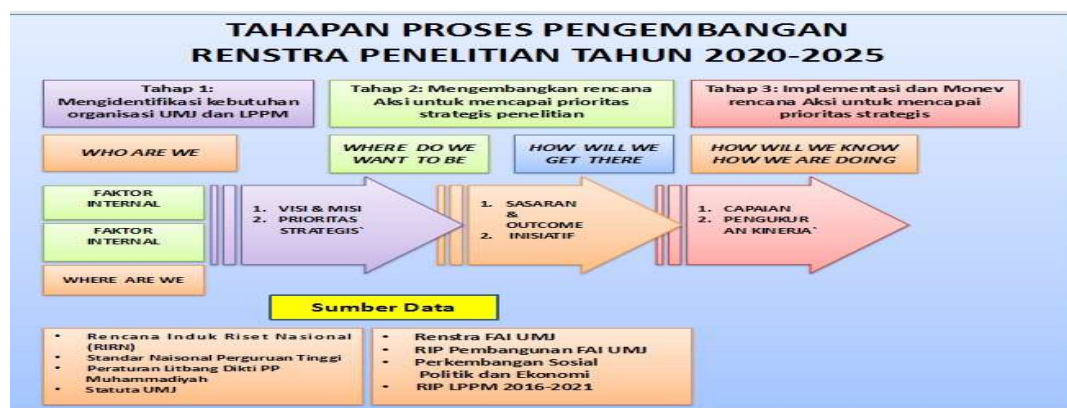 TAHAPAN PROSES PENGEMBANGAN
RENSTRA PENELITIAN TAHUN 2020-2025
Tahap 1:
Mengidentifikasi kebutuhan
organisasi UMJ dan LPPM
Tahap 2: Mengembangkan rencana
Aksi untuk mencapai prioritas
strategis penelitian
Tahap 3: Implementasi dan Monev
rencana Aksi untuk mencapai
prioritas strategis
WHO ARE WE
WHERE DO WE
WANT TO BE
HOW WILL WE
GET THERE
HOW WILL WE KNOW
HOW WE ARE DOING
FAKTOR
INTERNAL
FAKTOR
INTERNAL
WHERE ARE WE
1. VISI & MISI
2. PRIORITAS
STRATEGIS`
1. SASARAN
&
OUTCOME
2. INISIATIF
1. CAPAIAN
2. PENGUKUR
AN KINERJA`
Sumber Data
• Rencana Induk Riset Nasional
(RIRN)
• Standar Naisonal Perguruan Tinggi
• Peraturan Litbang Dikti PP
Muhammadiyah
• Statuta UMJ
• Renstra FAI UMJ
• RIP Pembangunan FAI UMJ
• Perkembangan Sosial
Politik dan Ekonomi
• RIP LPPM 2016-2021